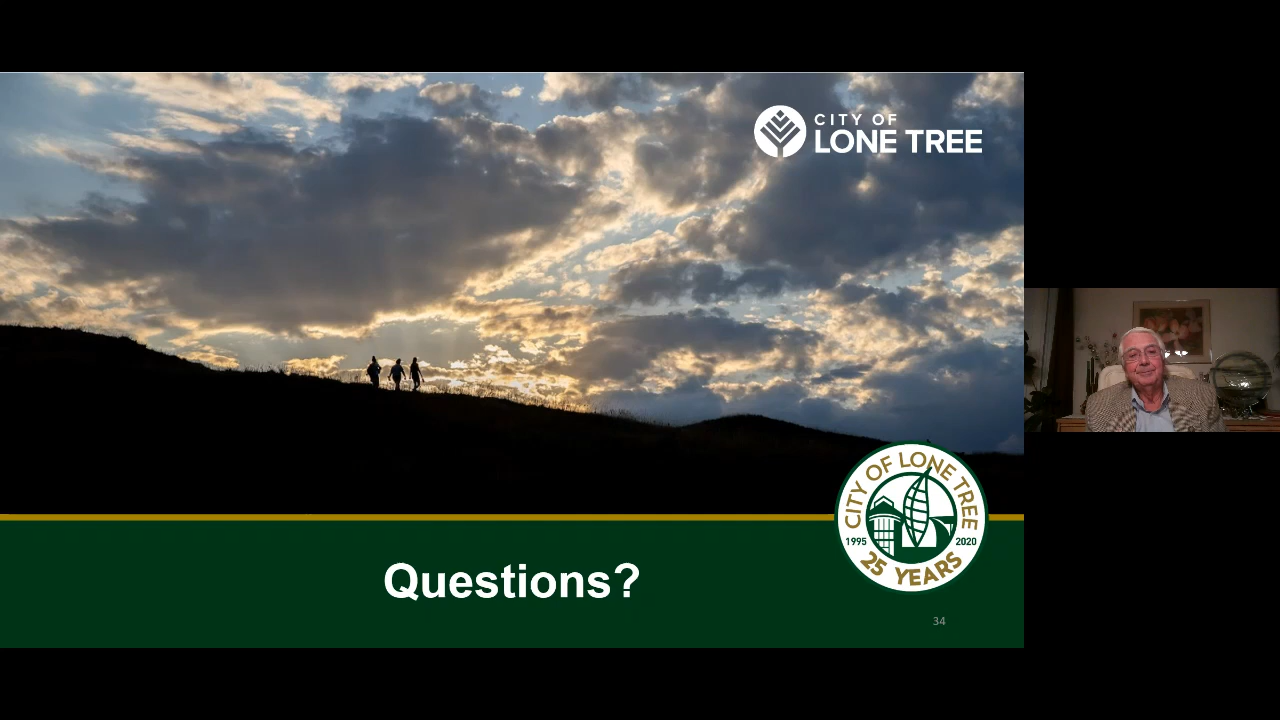 CITY OF
LONE TREE
CITY OF LONE TREE
1995
2020
25 YEARS
Questions?
34